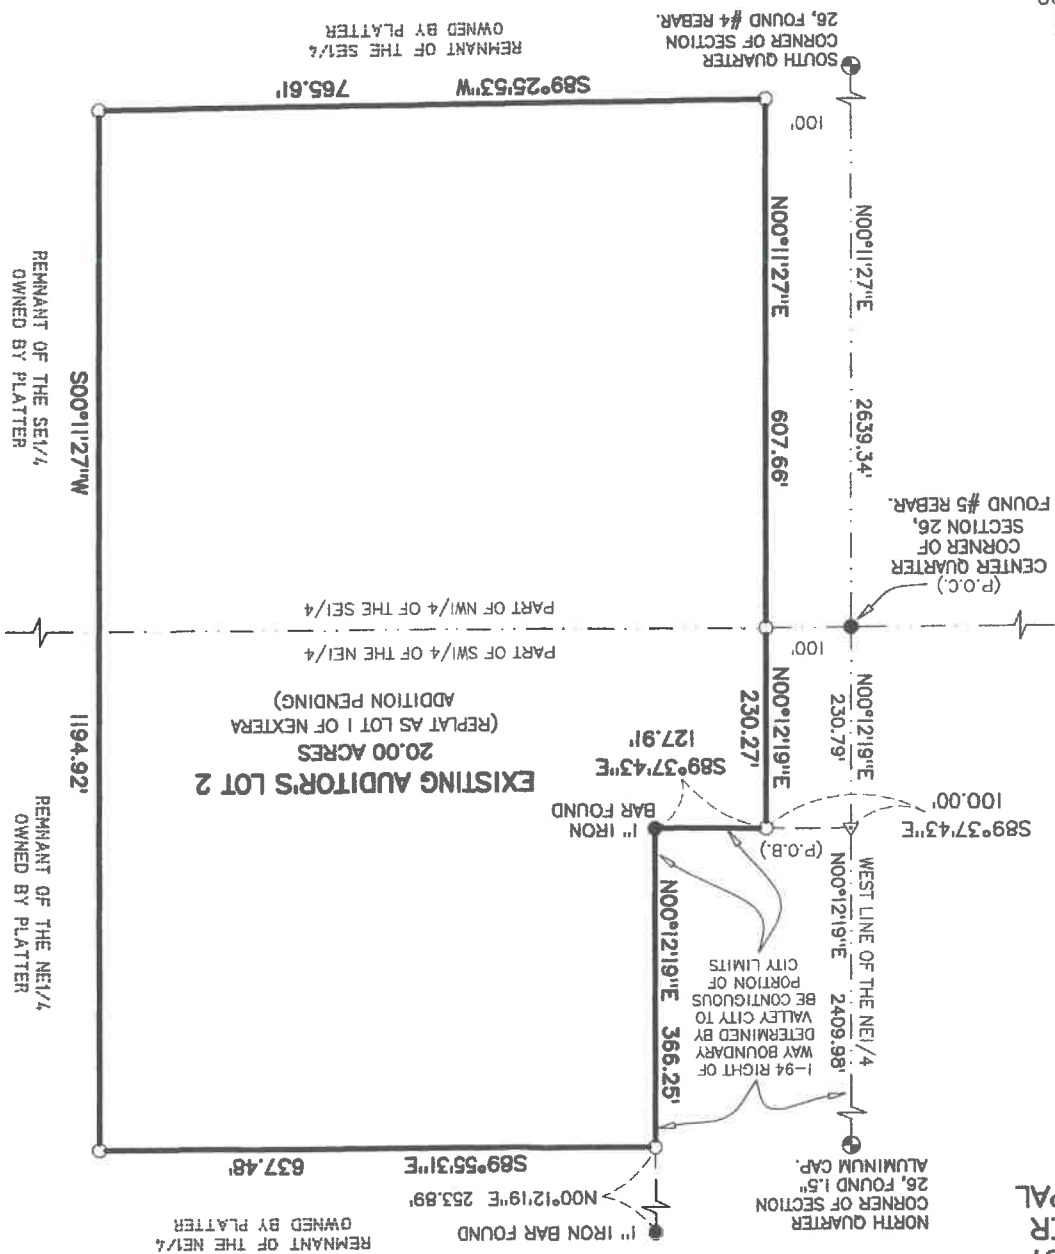 ER
PAL
NORTH QUARTER
CORNER OF SECTION
26, FOUND 1.5"
ALUMINUM CAP.
1" IRON BAR FOUND
N00°12'19"E 253.89'
REMNANT OF THE NE1/4
OWNED BY PLATTER
S89°55'31"E 637.48'
I-94 RIGHT OF
WAY BOUNDARY
DETERMINED BY
VALLEY CITY TO
BE CONTIGUOUS
PORTION OF
CITY LIMITS
WEST LINE OF THE NE1/4
N00°12'19"E 2409.98'
N00°12'19"E 366.25'
REMNANT OF THE NE1/4
OWNED BY PLATTER
S89°37'43"E
100.00'
(P.O.B.)
1" IRON
BAR FOUND
S89°37'43"E
127.91'
N00°12'19"E
230.79'
N00°12'19"E
230.27'
EXISTING AUDITOR'S LOT 2
20.00 ACRES
(REPLAT AS LOT 1 OF NEXTERA
ADDITION PENDING)
1194.92'
S00°11'27"W
100'
PART OF SW1/4 OF THE NE1/4
PART OF NW1/4 OF THE SE1/4
(P.O.C.)
CENTER QUARTER
CORNER OF
SECTION 26,
FOUND #5 REBAR.
N00°11'27"E 2639.34'
N00°11'27"E 607.66'
REMNANT OF THE SE1/4
OWNED BY PLATTER
100'
S89°25'53"W 765.61'
SOUTH QUARTER
CORNER OF SECTION
26, FOUND #4 REBAR.
REMNANT OF THE SE1/4
OWNED BY PLATTER